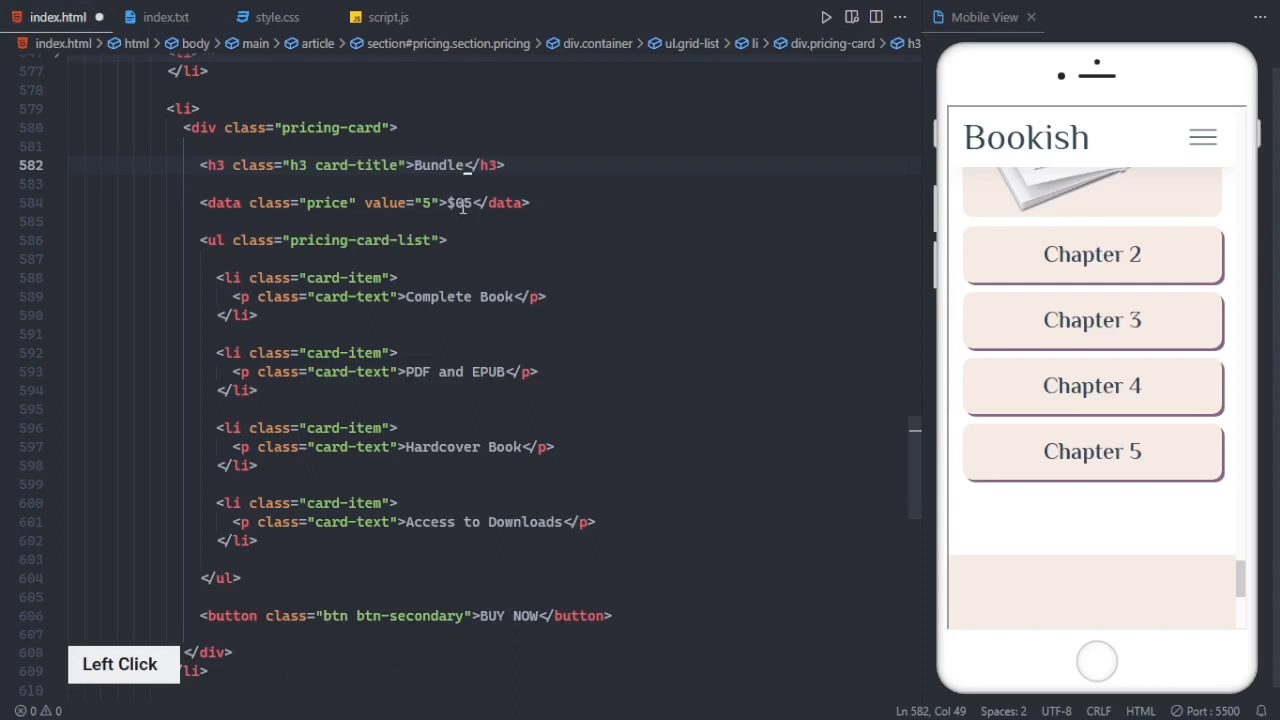 index.html
index.txt
style.css
JS script.js
Mobile View
index.html > html > body > main > article > section#pricing.section.pricing > div.container > ul.grid-list > li > div.pricing-card > h3
577 </li>
578
579 <li>
580 <div class="pricing-card">
581
582 <h3 class="h3 card-title">Bundle</h3>
583
584 <data class="price" value="5">$05</data>
585
586 <ul class="pricing-card-list">
587
588 <li class="card-item">
589 <p class="card-text">Complete Book</p>
590 </li>
591
592 <li class="card-item">
593 <p class="card-text">PDF and EPUB</p>
594 </li>
595
596 <li class="card-item">
597 <p class="card-text">Hardcover Book</p>
598 </li>
599
600 <li class="card-item">
601 <p class="card-text">Access to Downloads</p>
602 </li>
603
604 </ul>
605
606 <button class="btn btn-secondary">BUY NOW</button>
607
608 </div>
609 /li>
610
Left Click
Bookish
Chapter 2
Chapter 3
Chapter 4
Chapter 5
0 0
Ln 582, Col 49
Spaces: 2
UTF-8
CRLF
HTML
Port : 5500